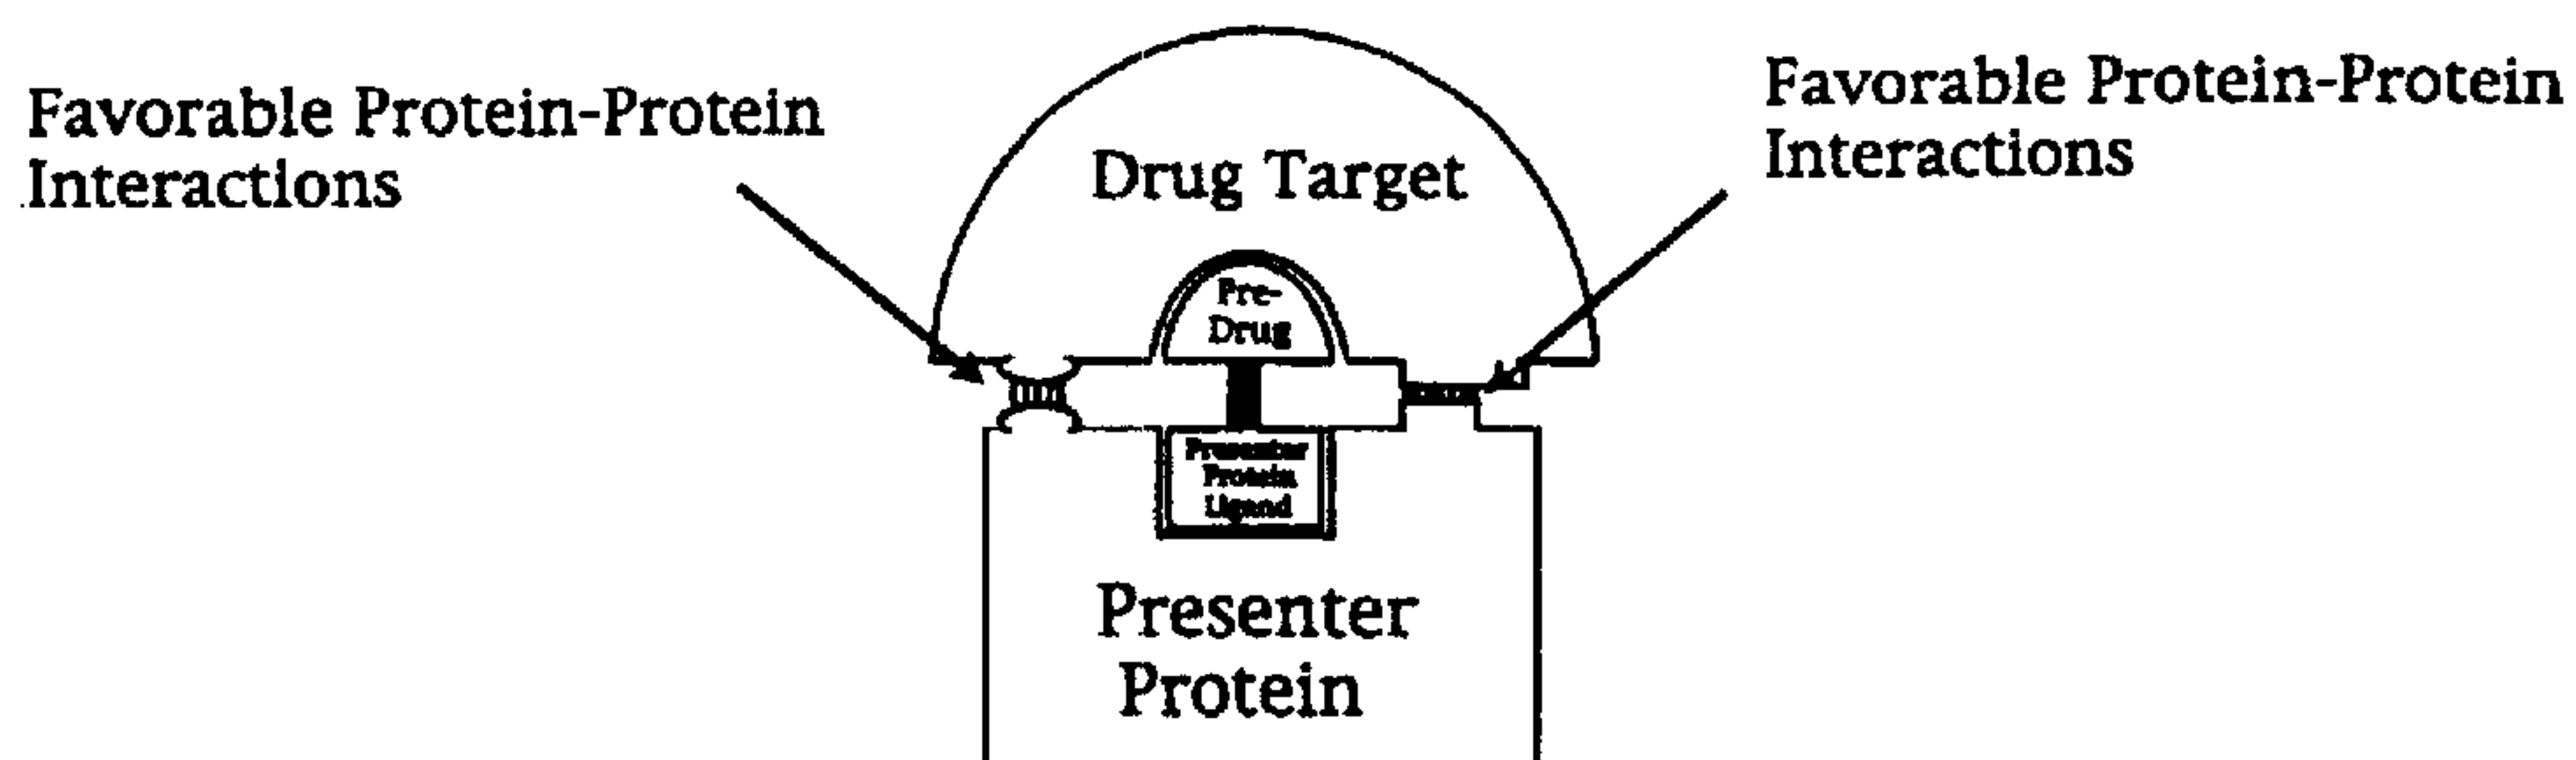 Favorable Protein-Protein
Interactions
Favorable Protein-Protein
Interactions
Drug Target
Pre-
Drug
Presenter
Protein
Ligand
Presenter
Protein